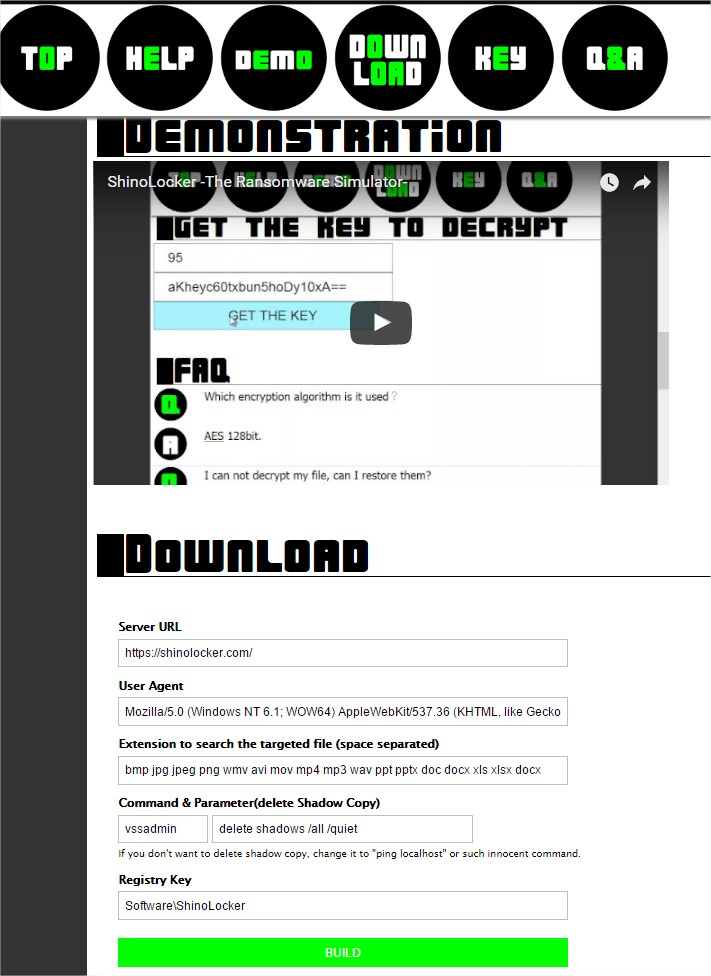 TOP
HELP
DEMO
DOWN
LOAD
KEY
Q&A
DEMONSTRATION
ShinoLocker -The Ransomware Simulator-
GET THE KEY TO DECRYPT
95
aKheyc60txbun5hoDy10xA==
GET THE KEY
FAQ
Q
Which encryption algorithm is it used ?
A
AES 128bit.
Q
I can not decrypt my file, can I restore them?
DOWNLOAD
Server URL
https://shinolocker.com/
User Agent
Mozilla/5.0 (Windows NT 6.1; WOW64) AppleWebKit/537.36 (KHTML, like Gecko
Extension to search the targeted file (space separated)
bmp jpg jpeg png wmv avi mov mp4 mp3 wav ppt pptx doc docx xls xlsx docx
Command & Parameter(delete Shadow Copy)
vssadmin delete shadows /all /quiet
If you don't want to delete shadow copy, change it to "ping localhost" or such innocent command.
Registry Key
Software\ShinoLocker
BUILD